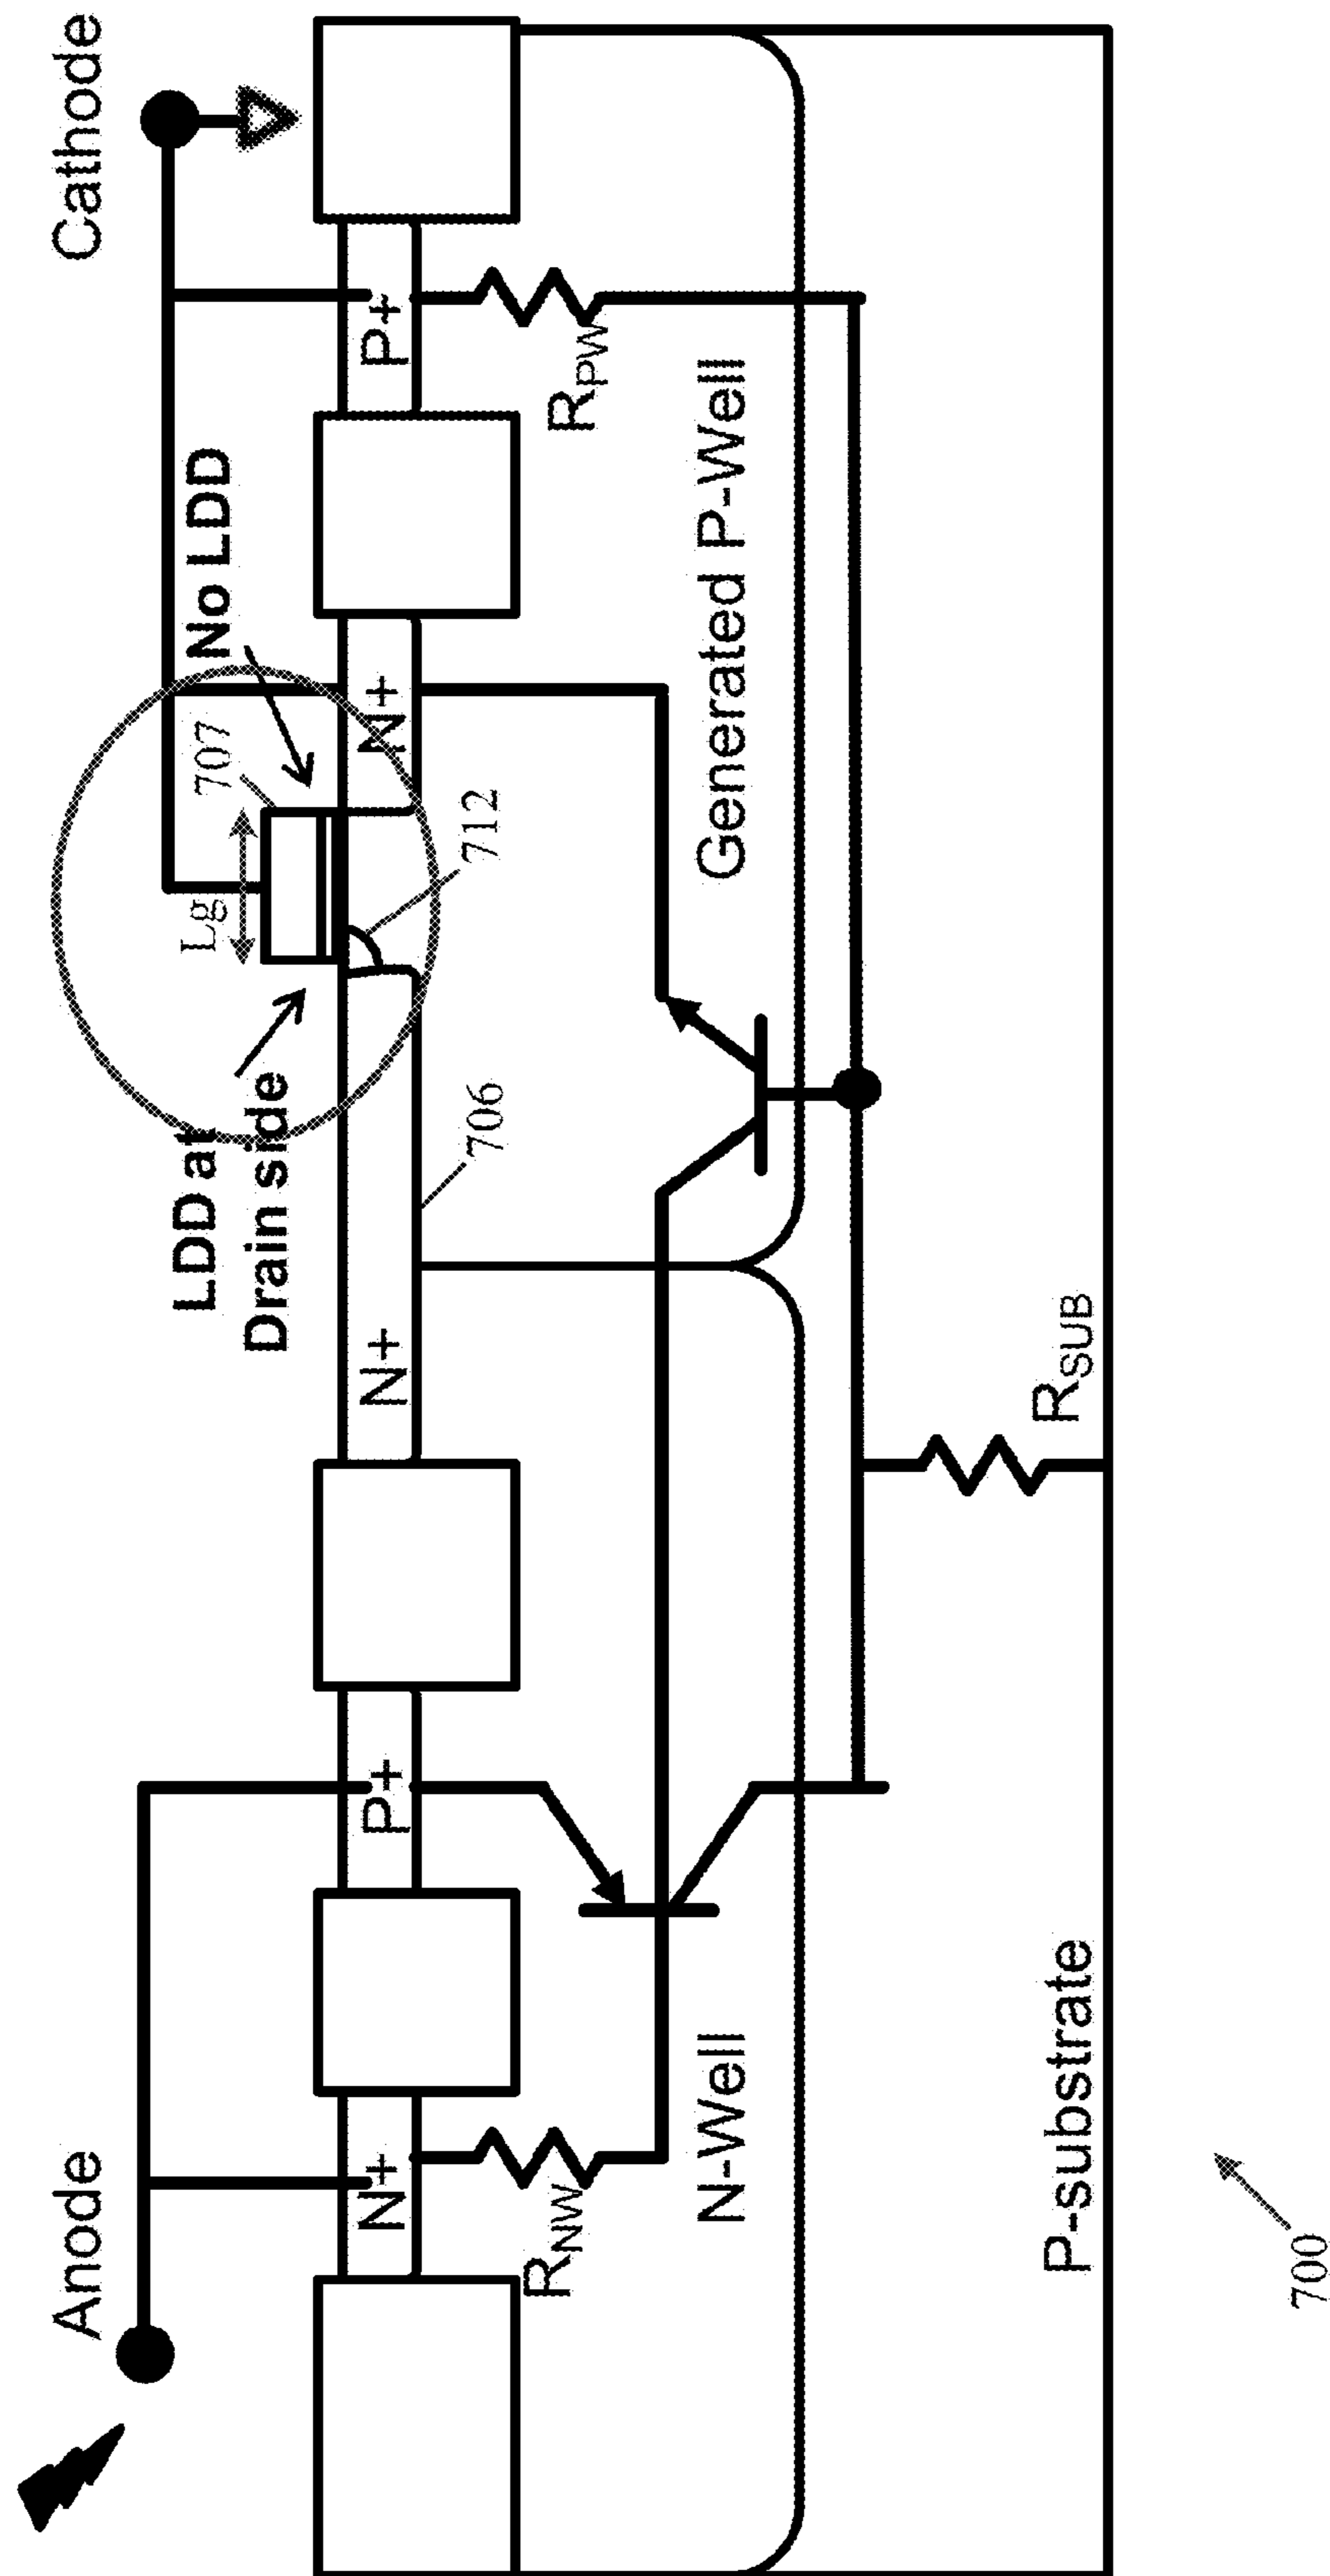 Anode
Cathode
LDD at
Drain side
No LDD
Lg
707
N+
P+
N+
N+
P+
712
706
R_NW
R_PW
N-Well
Generated P-Well
R_SUB
P-substrate
700